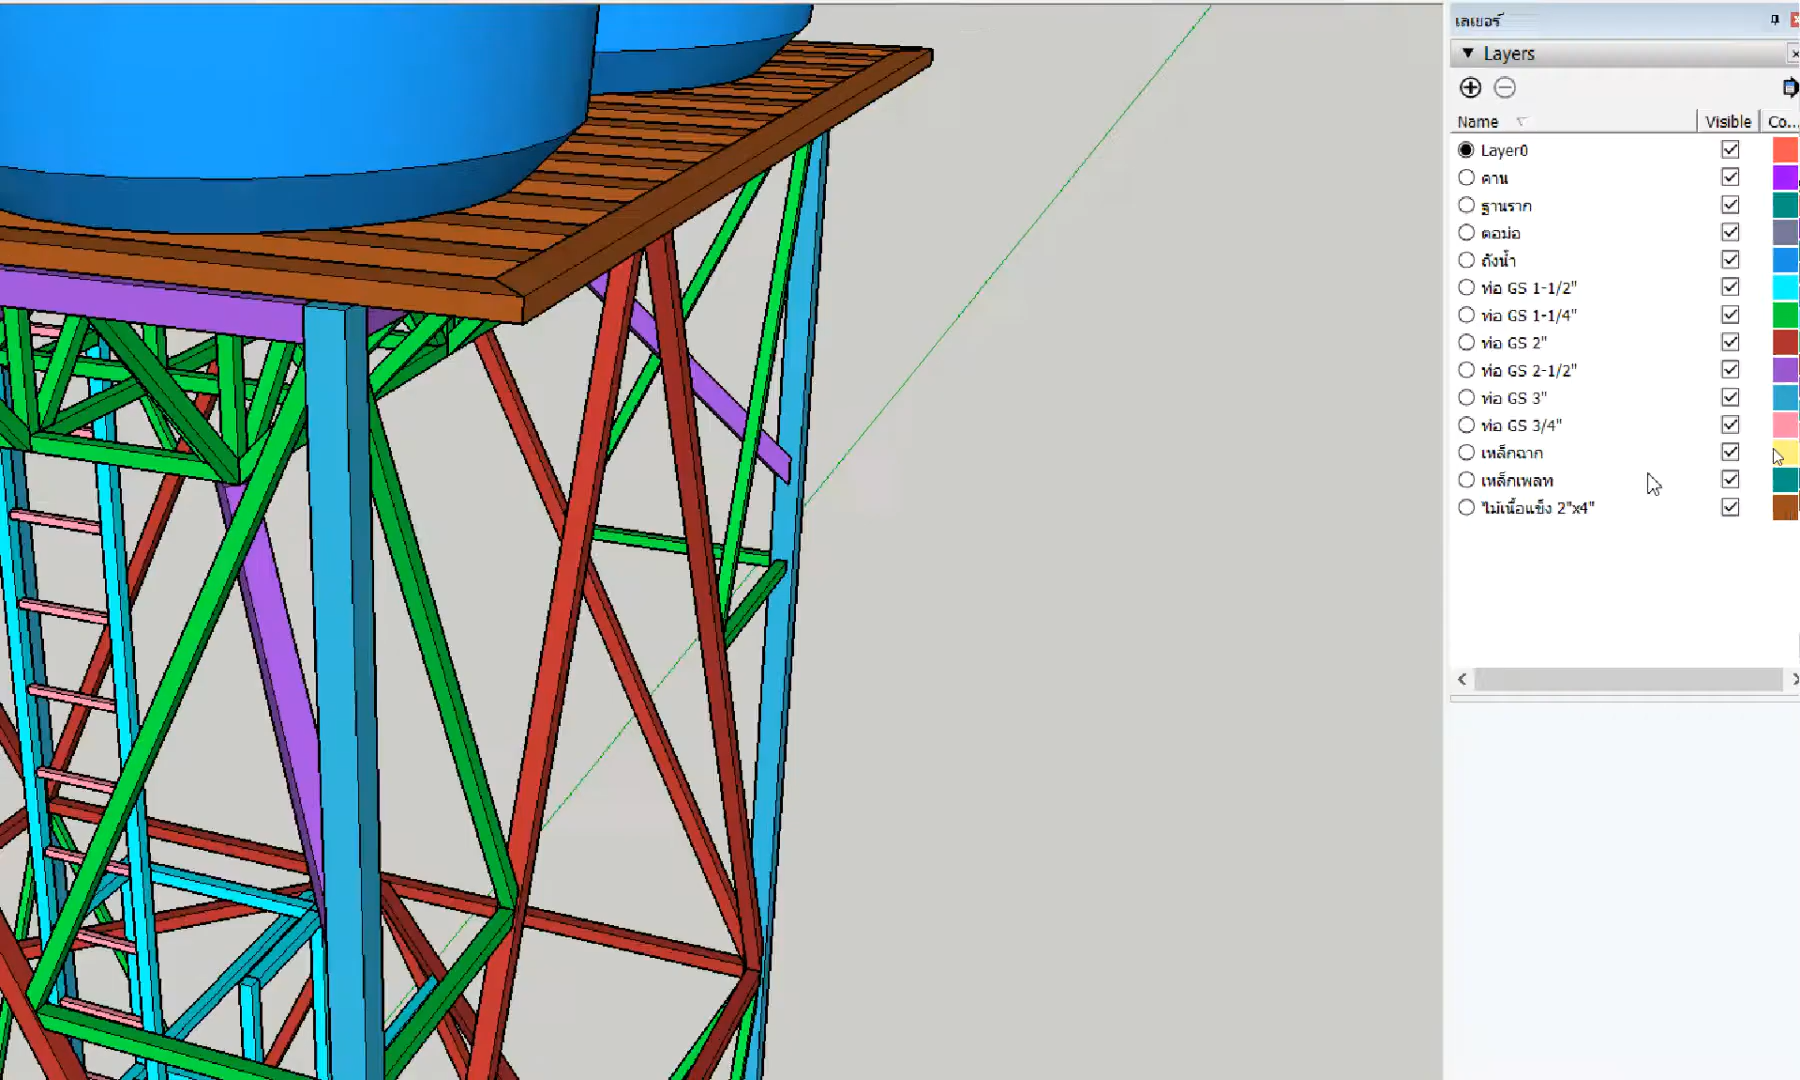 เลเยอร์
Layers
Name Visible Co...
Layer0
คาน
ฐานราก
ตอม่อ
ถังน้ำ
ท่อ GS 1-1/2"
ท่อ GS 1-1/4"
ท่อ GS 2"
ท่อ GS 2-1/2"
ท่อ GS 3"
ท่อ GS 3/4"
เหล็กฉาก
เหล็กเพลท
ไม้เนื้อแข็ง 2"x4"